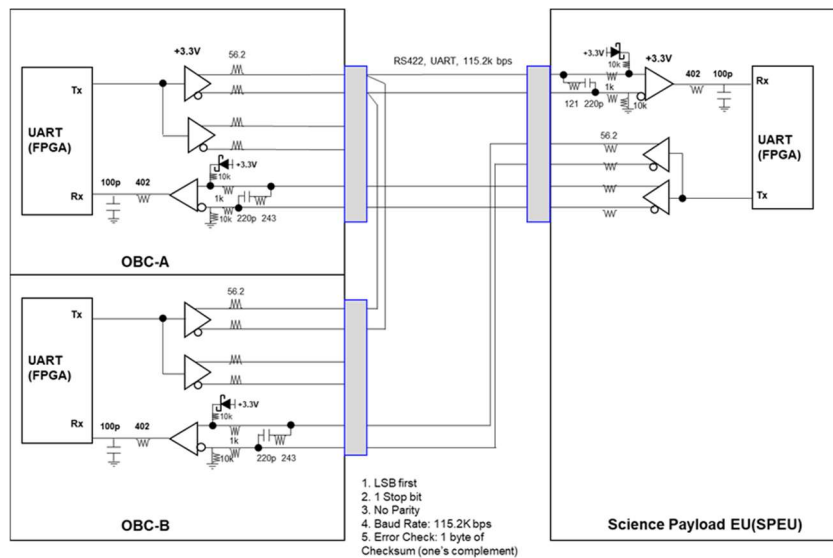 +3.3V
56.2
Tx
UART
(FPGA)
+3.3V
10k
100p
402
Rx
1k
10k
220p
243
OBC-A
56.2
Tx
UART
(FPGA)
+3.3V
10k
100p
402
Rx
1k
10k
220p
243
OBC-B
RS422, UART, 115.2k bps
+3.3V
10k
+3.3V
402
100p
Rx
1k
10k
121
220p
56.2
UART
(FPGA)
Tx
Science Payload EU(SPEU)
1. LSB first
2. 1 Stop bit
3. No Parity
4. Baud Rate: 115.2K bps
5. Error Check: 1 byte of
Checksum (one's complement)